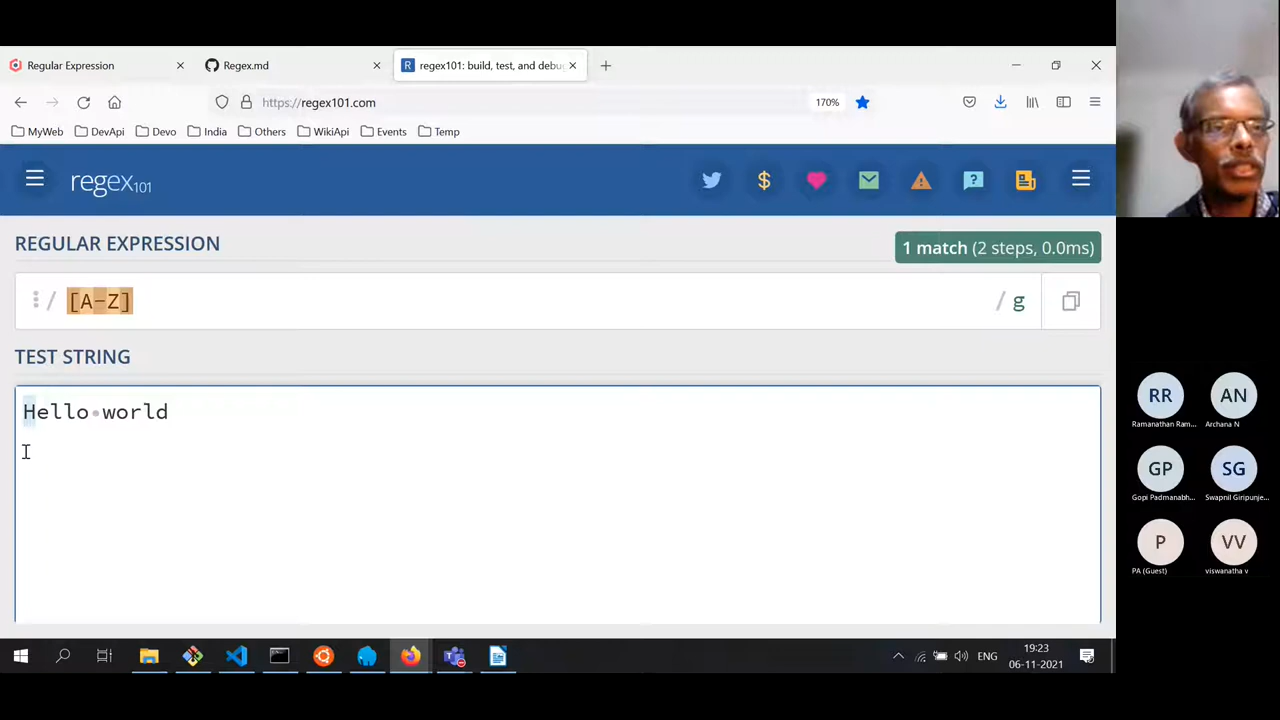 Regular Expression
Regex.md
R regex101: build, test, and debu
https://regex101.com
170%
MyWeb DevApi Devo India Others WikiApi Events Temp
regex101
REGULAR EXPRESSION
1 match (2 steps, 0.0ms)
/ [A-Z] / g
TEST STRING
Hello·world
RR AN
Ramanathan Ram... Archana N
GP SG
Gopi Padmanabh... Swapnil Giripunje...
P VV
PA (Guest) viswanatha v
ENG
19:23
06-11-2021